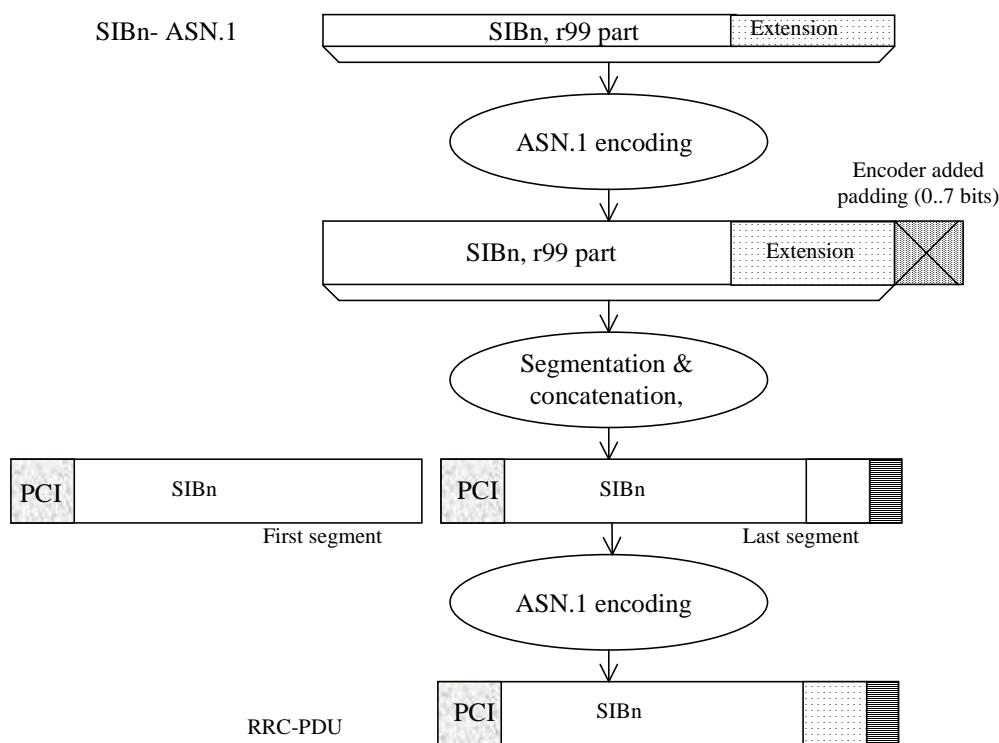 SIBn- ASN.1
SIBn, r99 part
Extension
ASN.1 encoding
Encoder added
padding (0..7 bits)
SIBn, r99 part
Extension
Segmentation &
concatenation,
PCI
SIBn
PCI
SIBn
First segment
Last segment
ASN.1 encoding
PCI
SIBn
RRC-PDU